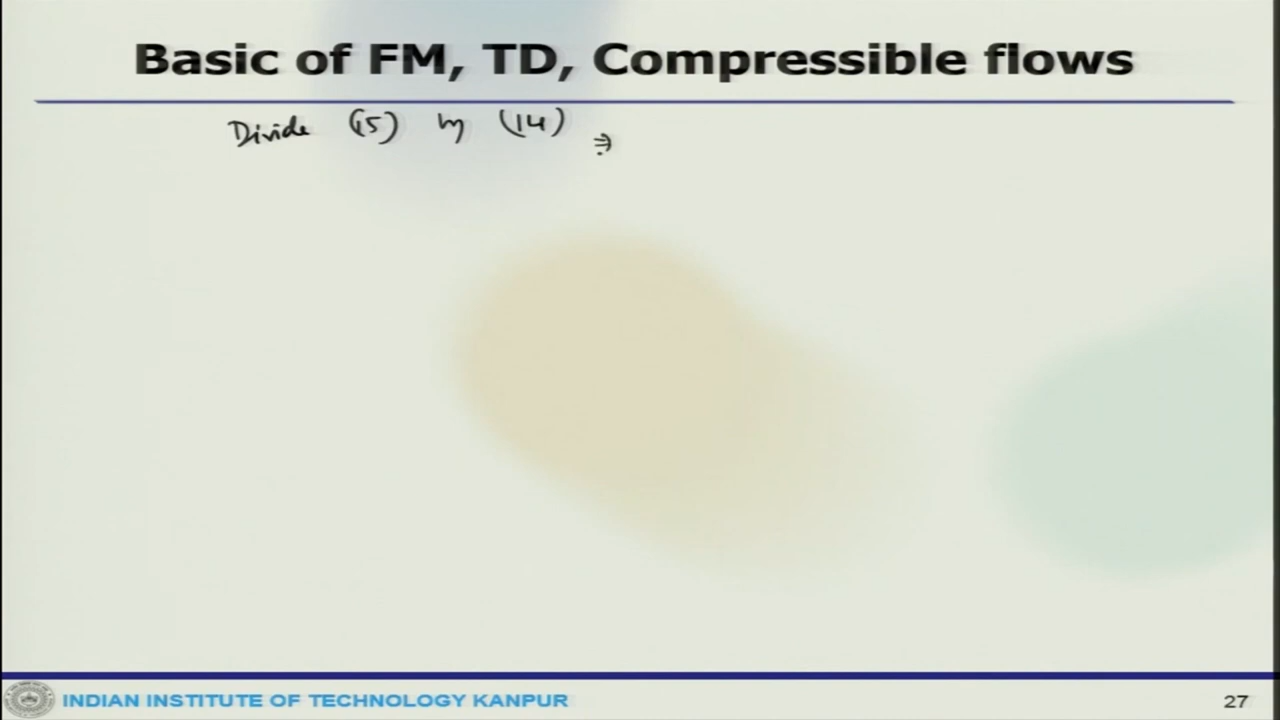 Basic of FM, TD, Compressible flows
Divide (15) by (14) ⇒
INDIAN INSTITUTE OF TECHNOLOGY KANPUR
27